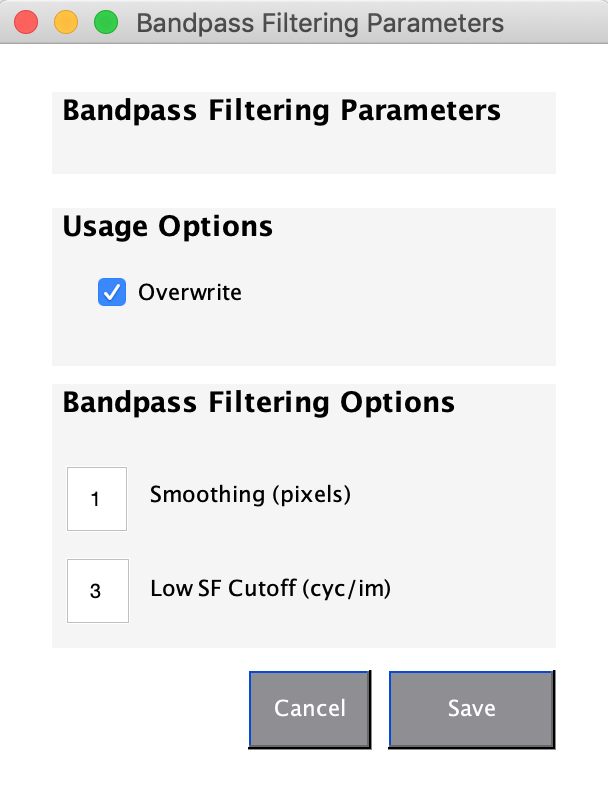 Bandpass Filtering Parameters
Bandpass Filtering Parameters
Usage Options
Overwrite
Bandpass Filtering Options
1 Smoothing (pixels)
3 Low SF Cutoff (cyc/im)
Cancel Save